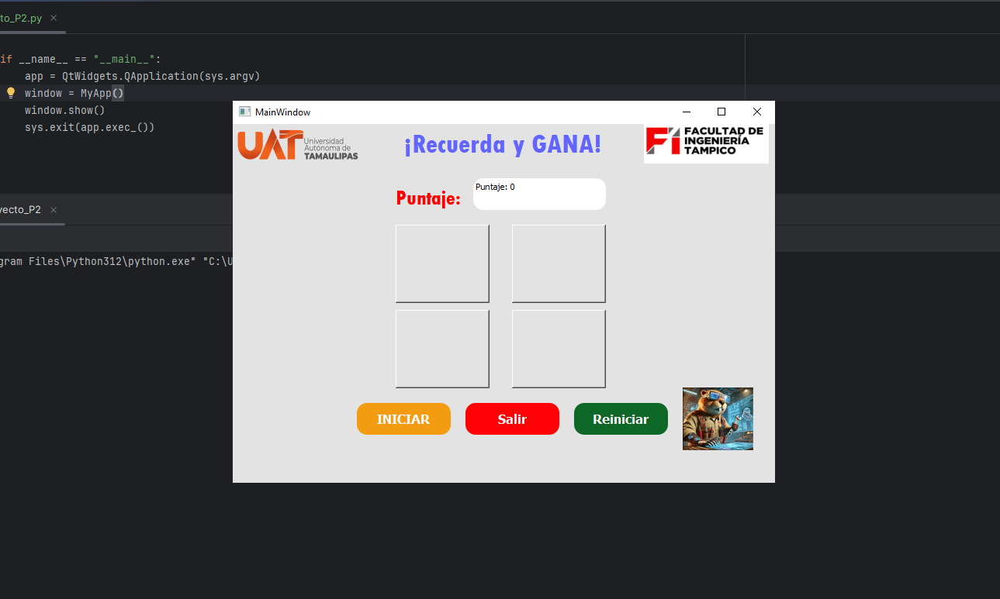 to_P2.py
if __name__ == "__main__":
app = QtWidgets.QApplication(sys.argv)
window = MyApp()
window.show()
sys.exit(app.exec_())
MainWindow
UAT
Universidad
Autónoma de
TAMAULIPAS
¡Recuerda y GANA!
Fi
FACULTAD DE
INGENIERÍA
TAMPICO
Puntaje:
Puntaje: 0
yecto_P2
gram Files\Python312\python.exe" "C:\U
INICIAR
Salir
Reiniciar